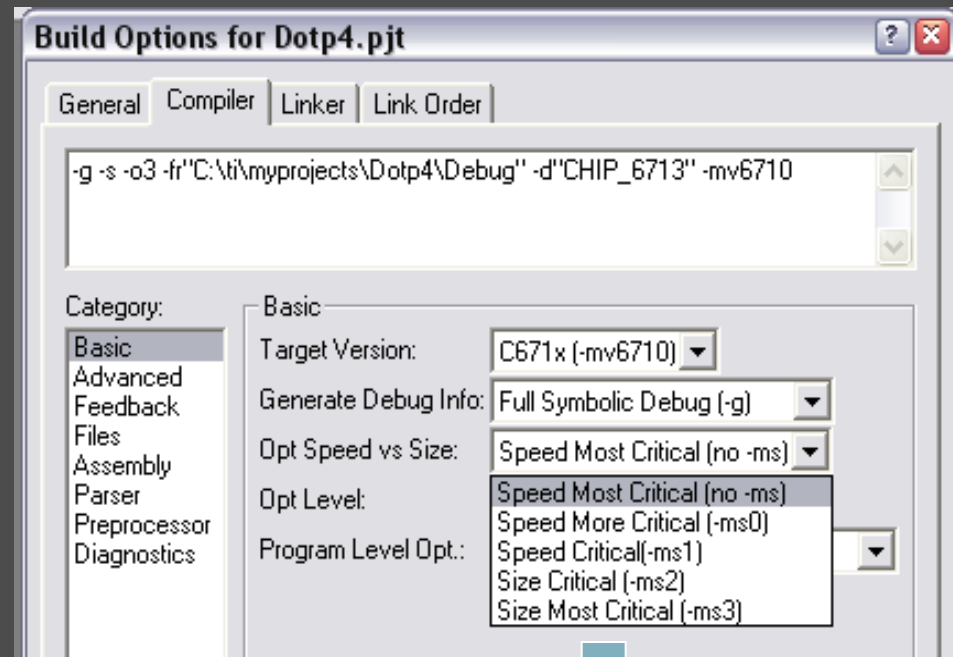 Build Options for Dotp4.pjt
General Compiler Linker Link Order
-g -s -o3 -fr"C:\ti\myprojects\Dotp4\Debug" -d"CHIP_6713" -mv6710
Category:
Basic
Advanced
Feedback
Files
Assembly
Parser
Preprocessor
Diagnostics
Basic
Target Version: C671x (-mv6710)
Generate Debug Info: Full Symbolic Debug (-g)
Opt Speed vs Size: Speed Most Critical (no -ms)
Speed Most Critical (no -ms)
Speed More Critical (-ms0)
Speed Critical(-ms1)
Size Critical (-ms2)
Size Most Critical (-ms3)
Opt Level:
Program Level Opt.: